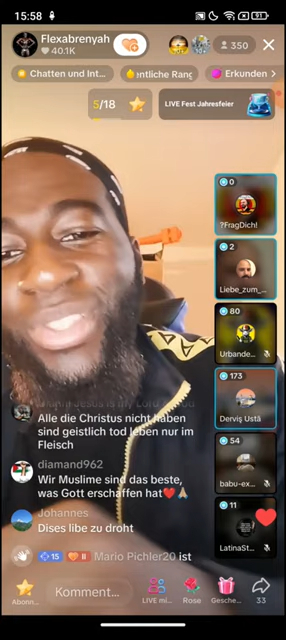 15:58
91
Flexabrenyah
40.1K
350
Chatten und Int...
entliche Rang
Erkunden
5/18
LIVE Fest Jahresfeier
0
?FragDich!
2
Liebe_zum_...
80
Urbande...
173
Derviş Ustâ
54
babu-ex...
11
LatinaSt...
Alle die Christus nicht haben
sind geistlich tod leben nur im
Fleisch
diamand962
Wir Muslime sind das beste,
was Gott erschaffen hat❤️🙏
Johannes
Dises libe zu droht
15
11
Mario Pichler20 ist
Abonn...
Komment...
LIVE mi...
Rose
Gesche...
33